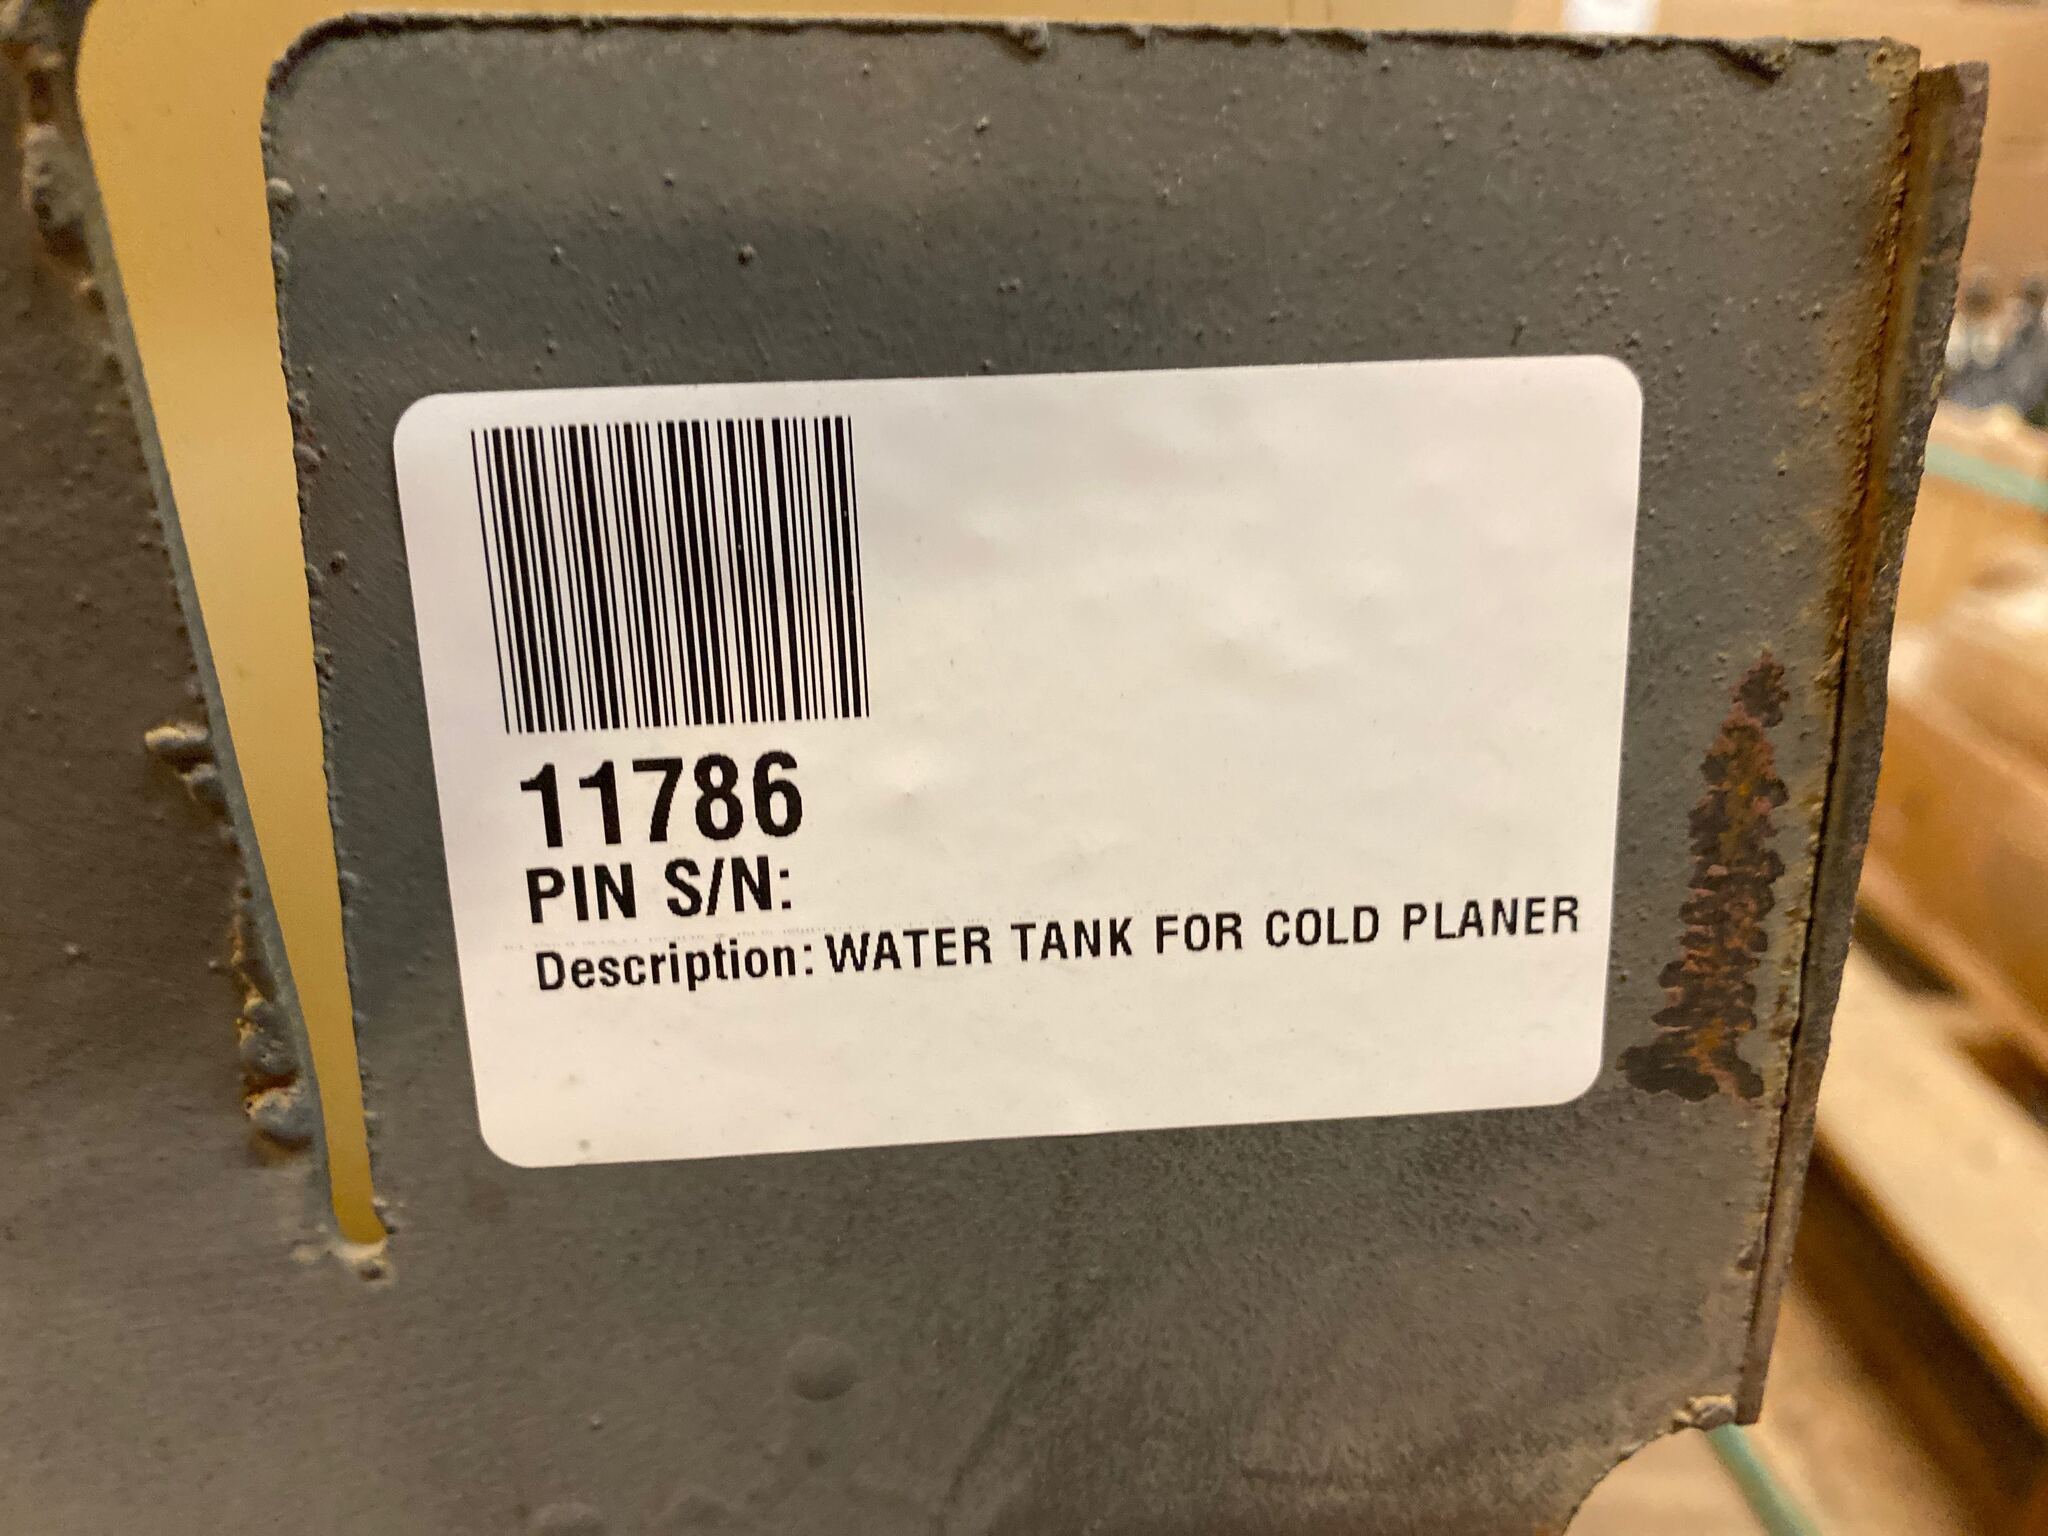 11786
PIN S/N:
Description: WATER TANK FOR COLD PLANER